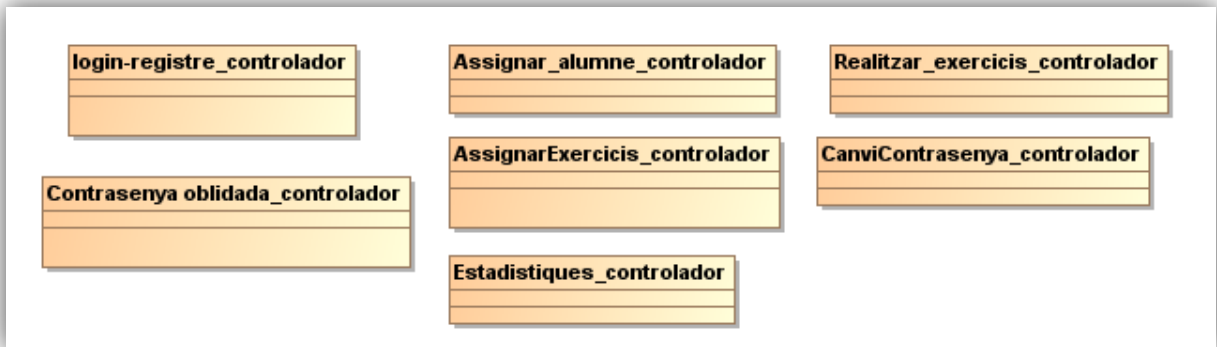 login-registre_controlador
Assignar_alumne_controlador
Realitzar_exercicis_controlador
AssignarExercicis_controlador
CanviContrasenya_controlador
Contrasenya oblidada_controlador
Estadistiques_controlador